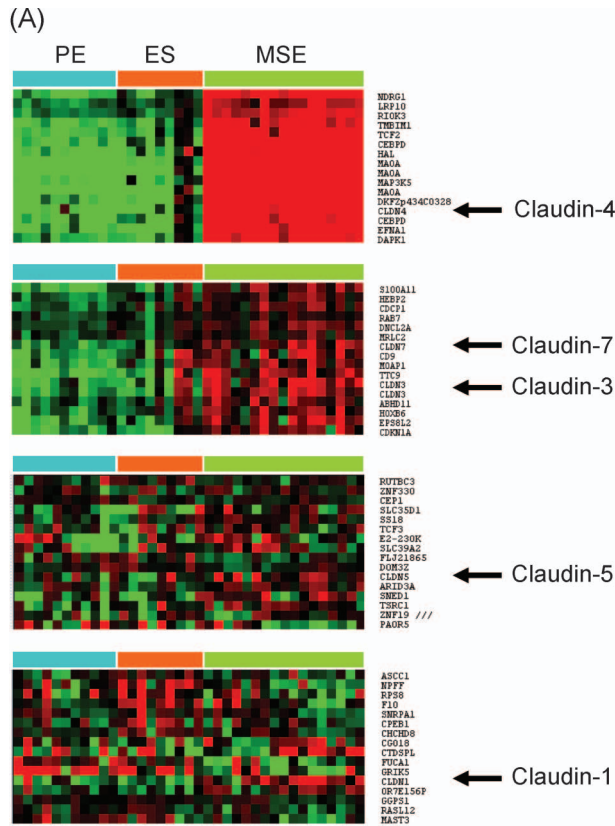 (A)
PE ES MSE
NDRG1
LRP10
RIOK3
TMBIM1
TCF2
CEBPD
HAL
MAOA
MAOA
MAP3K5
MAOA
DKFZp434C0328
CLDN4
CEBPD
EFNA1
DAPK1
Claudin-4
S100A11
HEBP2
CDCP1
RAB7
DNCL2A
MRLC2
CLDN7
CD9
MOAP1
TTC9
CLDN3
CLDN3
ABHD11
HOXB6
EPS8L2
CDKN1A
Claudin-7
Claudin-3
RUTBC3
ZNF330
CEP1
SLC35D1
SS18
TCF3
E2-230K
SLC39A2
FLJ21865
DOM3Z
CLDN5
ARID3A
SNED1
TSRC1
ZNF19 ///
PAQR5
Claudin-5
ASCC1
NPFF
RPS8
F10
SNRPA1
CPEB1
CHCHD8
CGO18
CTDSPL
FUCA1
GRIK5
CLDN1
OR7E156P
GGPS1
RASL12
MAST3
Claudin-1